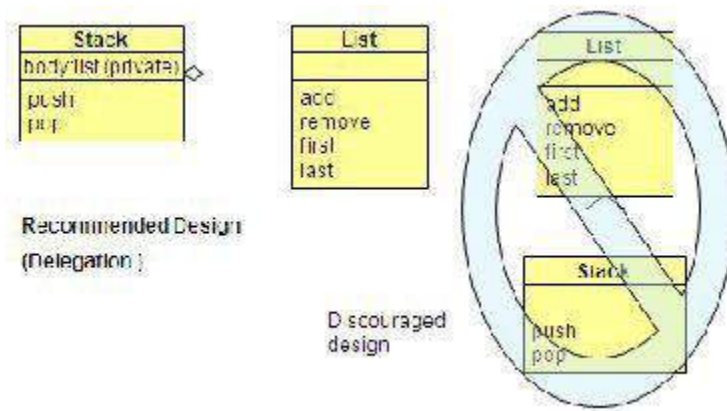 Stack
body:list (private)
push
pop
Recommended Design
(Delegation )
List
add
remove
first
last
Discouraged
design
List
add
remove
first
last
Stack
push
pop